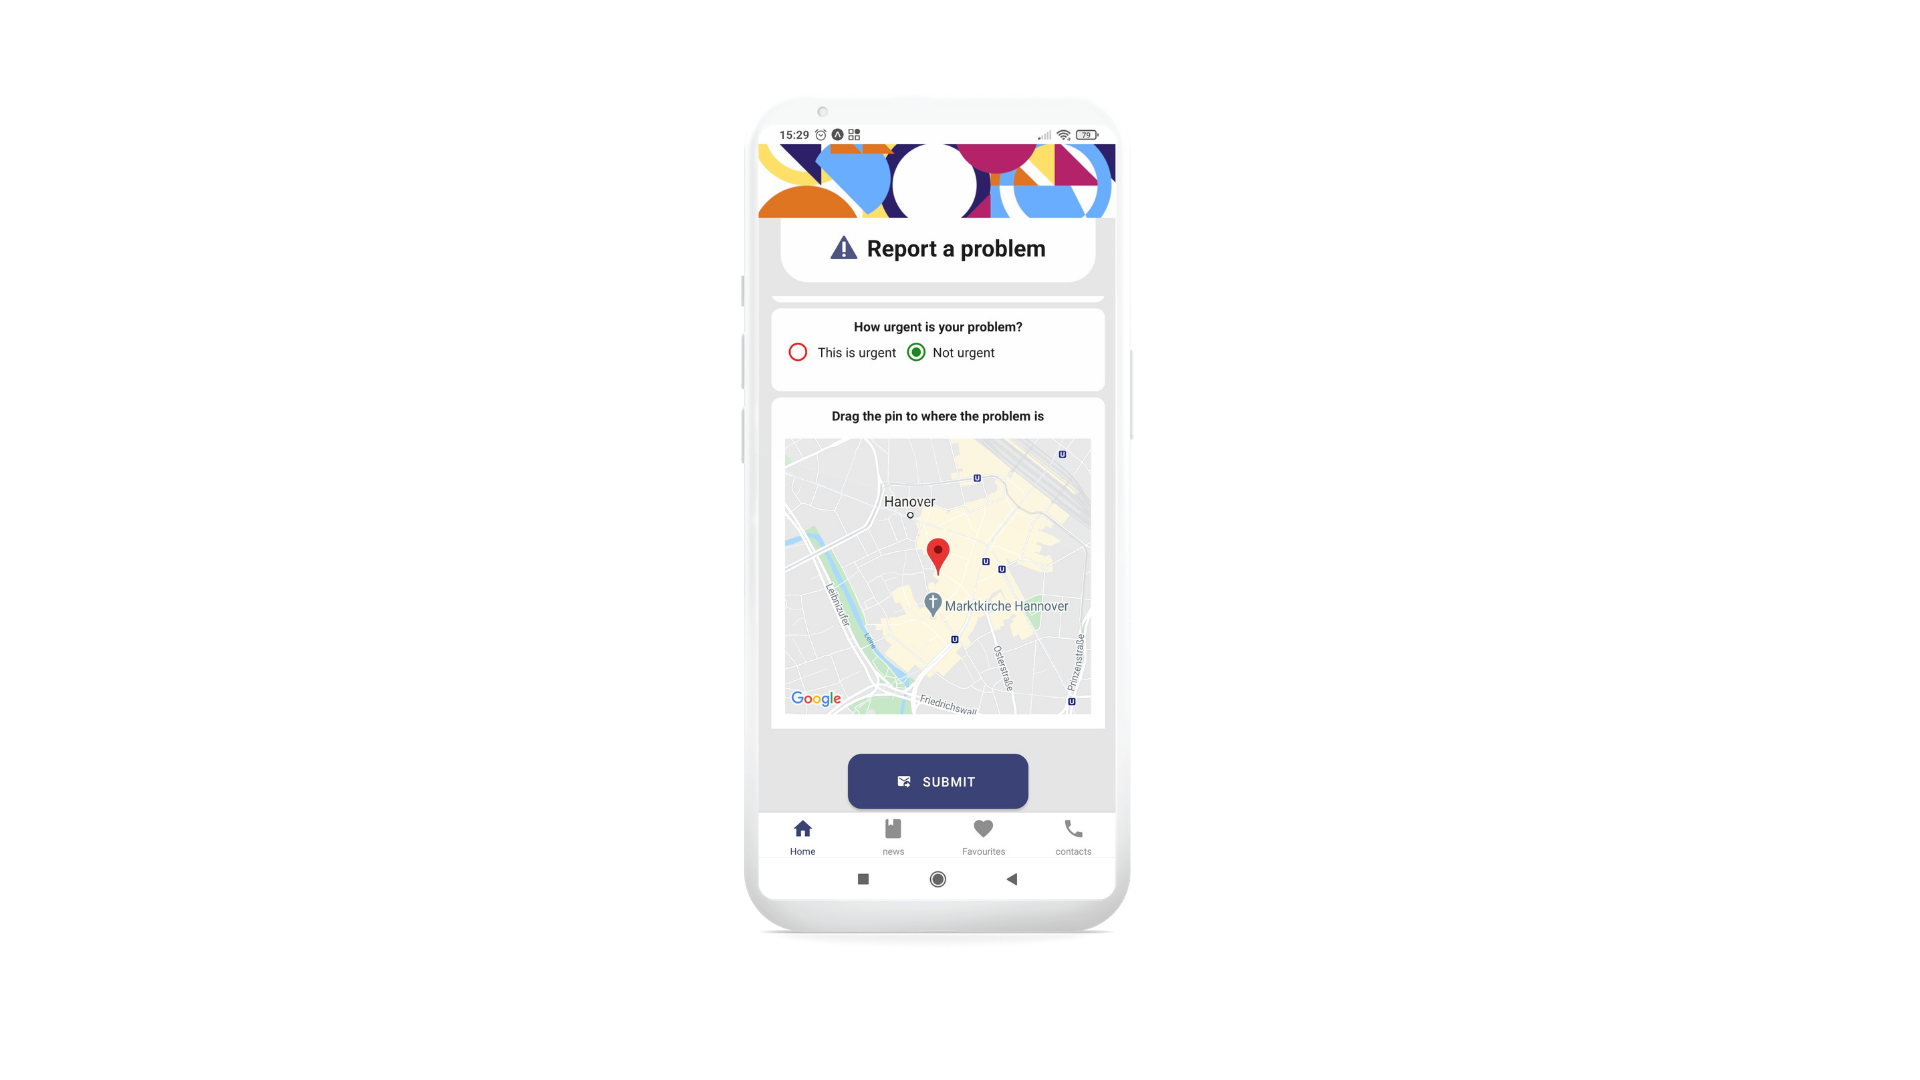 15:29
79
Report a problem
How urgent is your problem?
This is urgent Not urgent
Drag the pin to where the problem is
U
U
Hanover
U
U
Leibnizufer
Marktkirche Hannover
Leine
U
Osterstraße
Prinzenstraße
Google
Friedrichswall
U
SUBMIT
Home news Favourites contacts